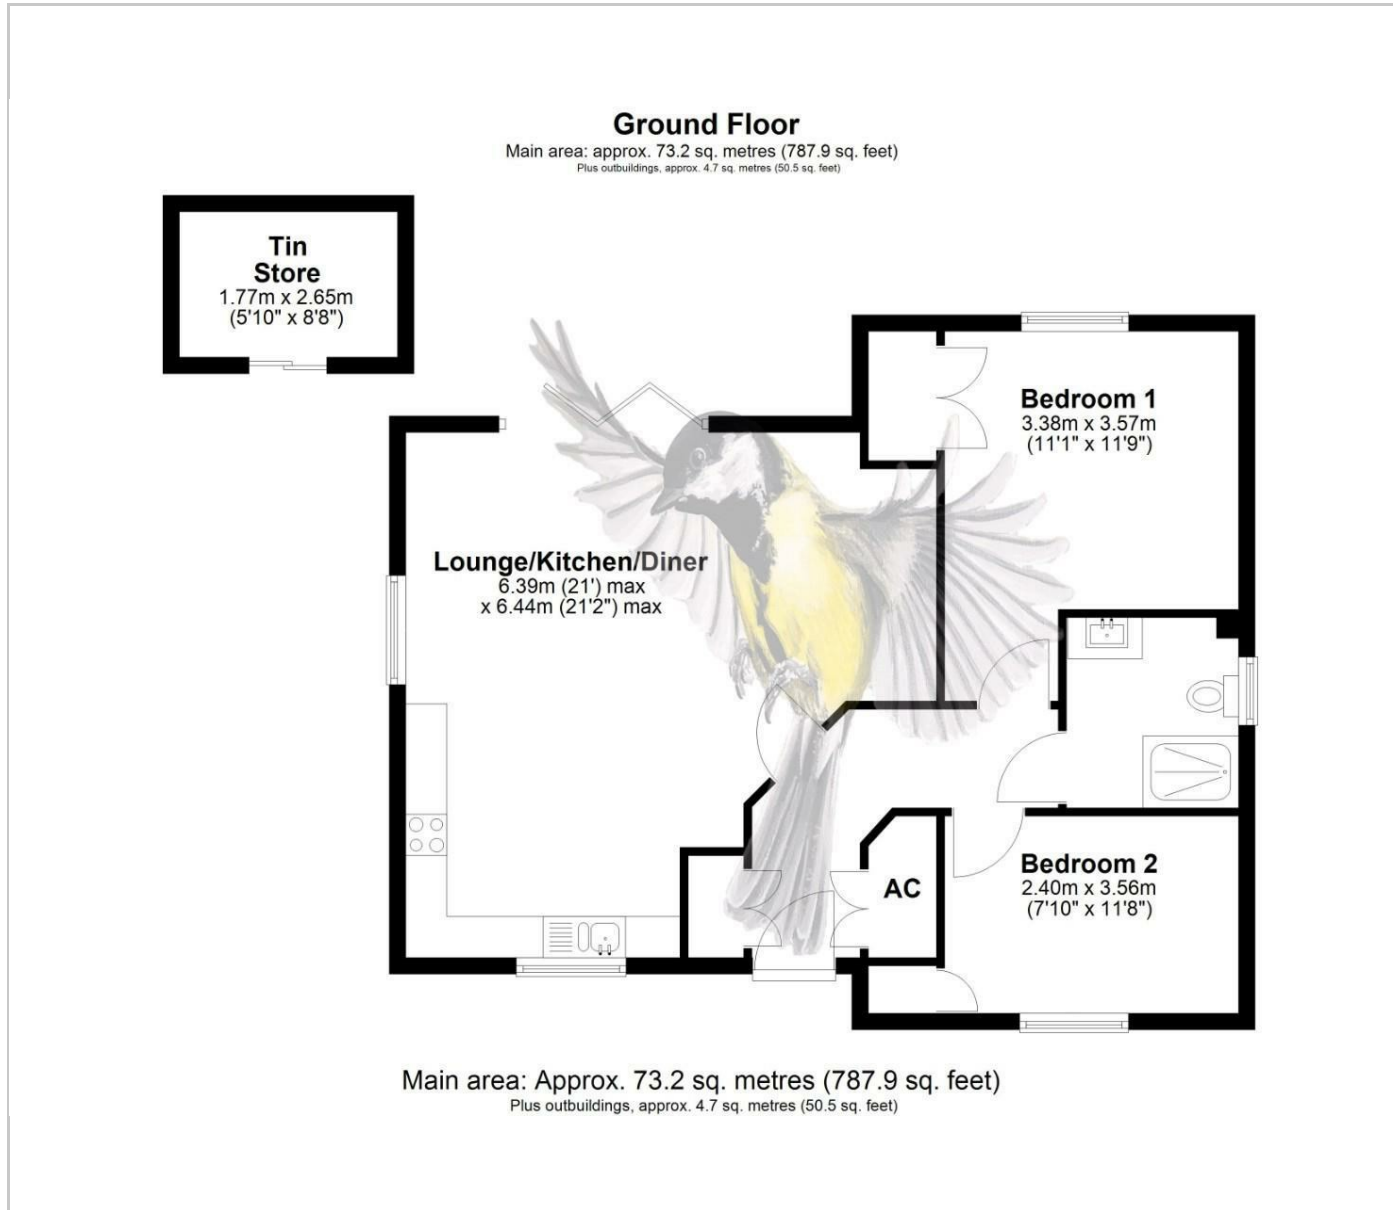 Ground Floor
Main area: approx. 73.2 sq. metres (787.9 sq. feet)
Plus outbuildings, approx. 4.7 sq. metres (50.5 sq. feet)
Tin
Store
1.77m x 2.65m
(5'10" x 8'8")
Bedroom 1
3.38m x 3.57m
(11'1" x 11'9")
Lounge/Kitchen/Diner
6.39m (21') max
x 6.44m (21'2") max
AC
Bedroom 2
2.40m x 3.56m
(7'10" x 11'8")
Main area: Approx. 73.2 sq. metres (787.9 sq. feet)
Plus outbuildings, approx. 4.7 sq. metres (50.5 sq. feet)